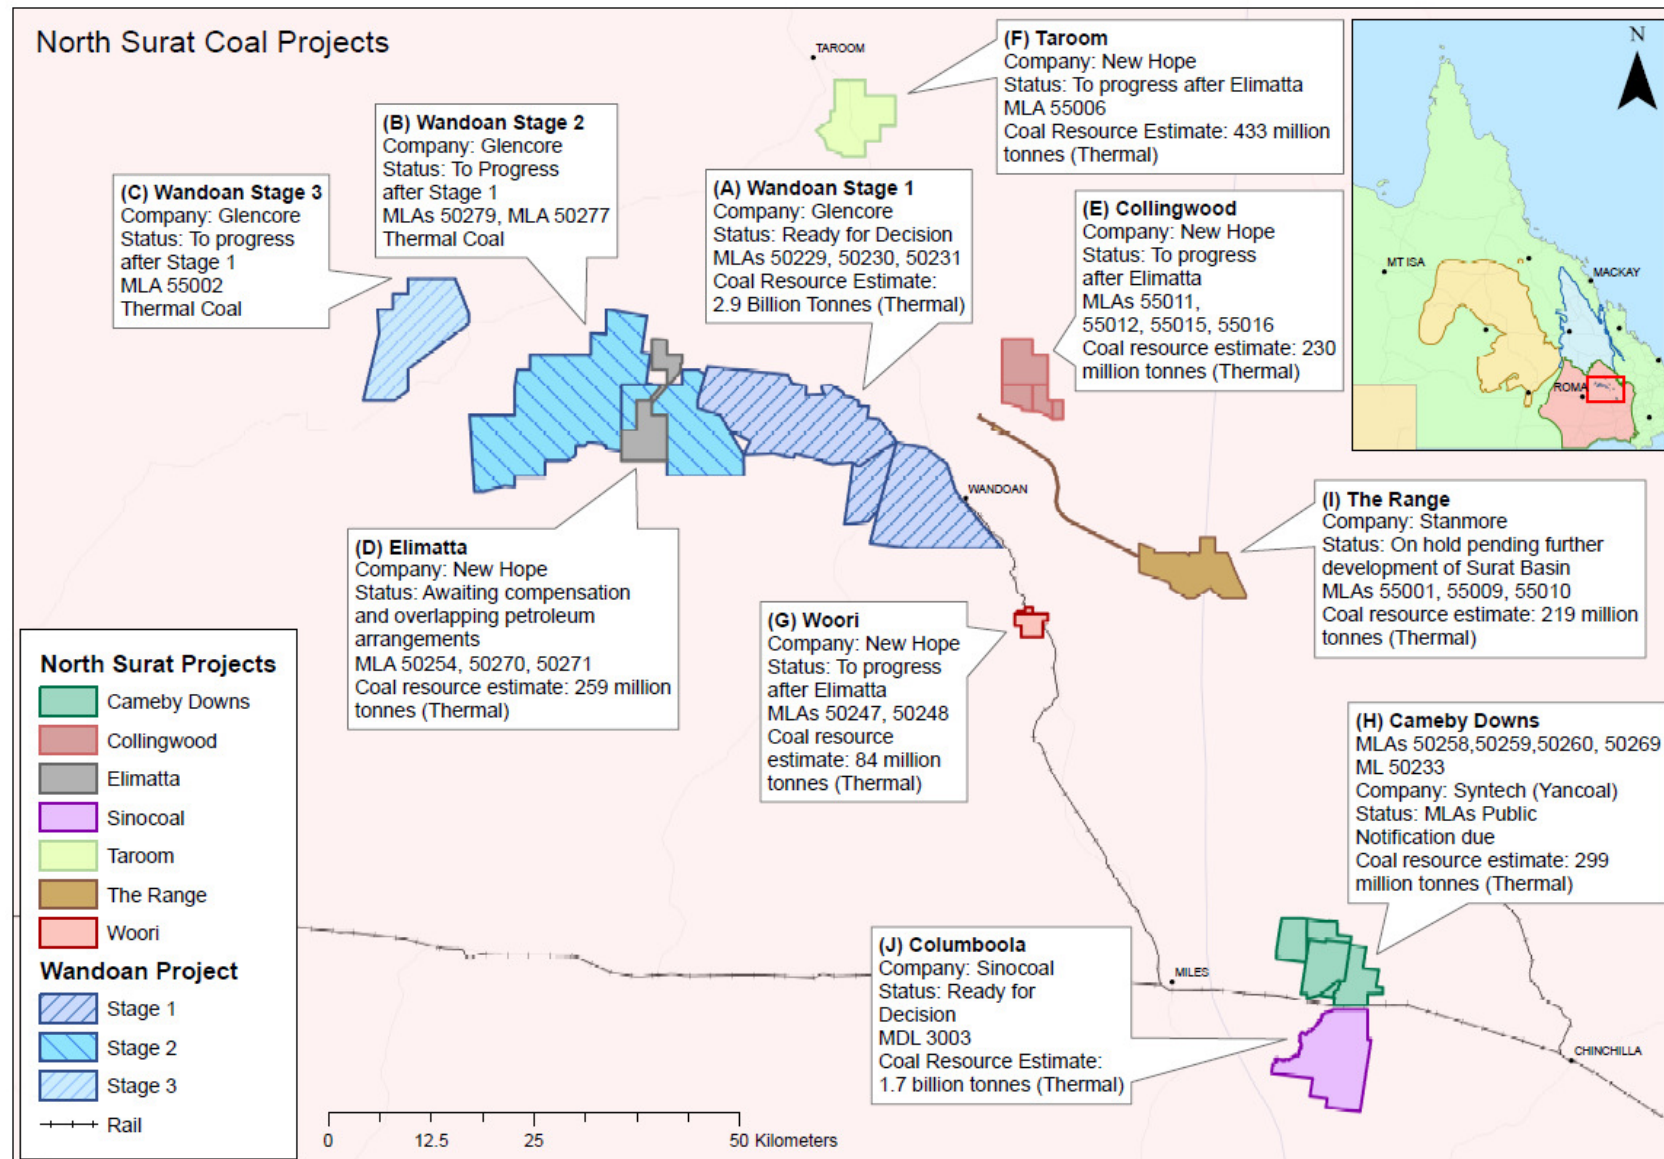 North Surat Coal Projects
TAROOM
(F) Taroom
Company: New Hope
Status: To progress after Elimatta
MLA 55006
Coal Resource Estimate: 433 million
tonnes (Thermal)
(B) Wandoan Stage 2
Company: Glencore
Status: To Progress
after Stage 1
MLAs 50279, MLA 50277
Thermal Coal
(C) Wandoan Stage 3
Company: Glencore
Status: To progress
after Stage 1
MLA 55002
Thermal Coal
(A) Wandoan Stage 1
Company: Glencore
Status: Ready for Decision
MLAs 50229, 50230, 50231
Coal Resource Estimate:
2.9 Billion Tonnes (Thermal)
(E) Collingwood
Company: New Hope
Status: To progress
after Elimatta
MLAs 55011,
55012, 55015, 55016
Coal resource estimate: 230
million tonnes (Thermal)
N
MT ISA
MACKAY
ROMA
WANDOAN
(I) The Range
Company: Stanmore
Status: On hold pending further
development of Surat Basin
MLAs 55001, 55009, 55010
Coal resource estimate: 219 million
tonnes (Thermal)
(D) Elimatta
Company: New Hope
Status: Awaiting compensation
and overlapping petroleum
arrangements
MLA 50254, 50270, 50271
Coal resource estimate: 259 million
tonnes (Thermal)
(G) Woori
Company: New Hope
Status: To progress
after Elimatta
MLAs 50247, 50248
Coal resource
estimate: 84 million
tonnes (Thermal)
(H) Cameby Downs
MLAs 50258,50259,50260, 50269
ML 50233
Company: Syntech (Yancoal)
Status: MLAs Public
Notification due
Coal resource estimate: 299
million tonnes (Thermal)
(J) Columboola
Company: Sinocoal
Status: Ready for
Decision
MDL 3003
Coal Resource Estimate:
1.7 billion tonnes (Thermal)
MILES
CHINCHILLA
North Surat Projects
Cameby Downs
Collingwood
Elimatta
Sinocoal
Taroom
The Range
Woori
Wandoan Project
Stage 1
Stage 2
Stage 3
Rail
0 12.5 25 50 Kilometers